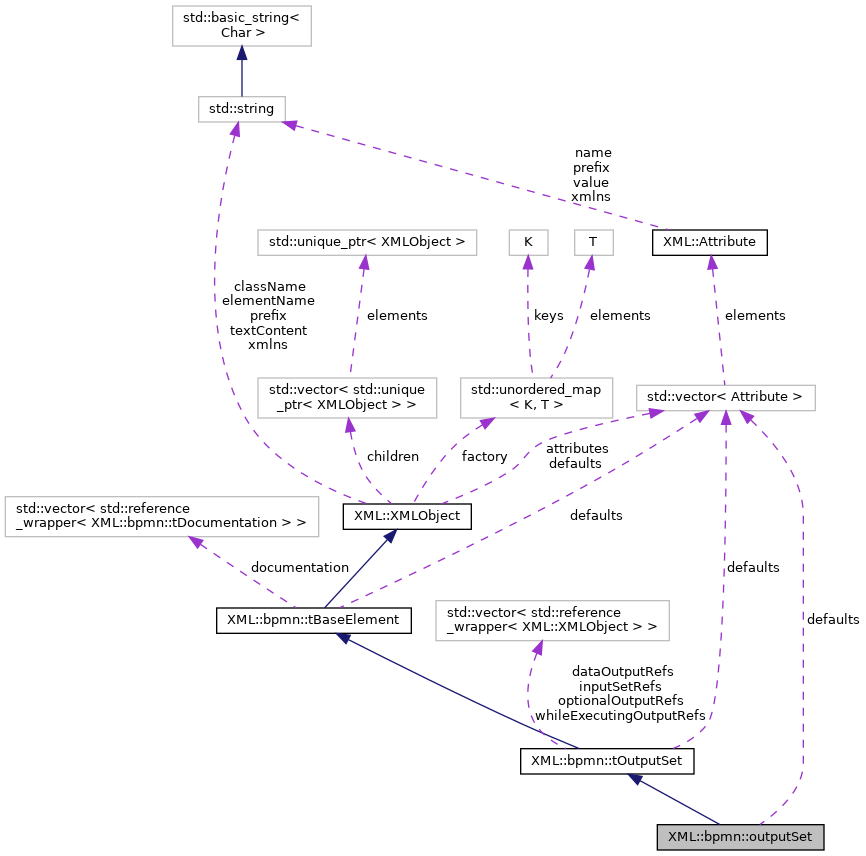 std::basic_string<
Char >
std::string
name
prefix
value
xmlns
std::unique_ptr< XMLObject >
K
T
XML::Attribute
className
elementName
prefix
textContent
xmlns
elements
keys
elements
elements
std::vector< std::unique
_ptr< XMLObject > >
std::unordered_map
< K, T >
std::vector< Attribute >
children
factory
attributes
defaults
std::vector< std::reference
_wrapper< XML::bpmn::tDocumentation > >
XML::XMLObject
defaults
documentation
defaults
XML::bpmn::tBaseElement
std::vector< std::reference
_wrapper< XML::XMLObject > >
defaults
dataOutputRefs
inputSetRefs
optionalOutputRefs
whileExecutingOutputRefs
XML::bpmn::tOutputSet
XML::bpmn::outputSet